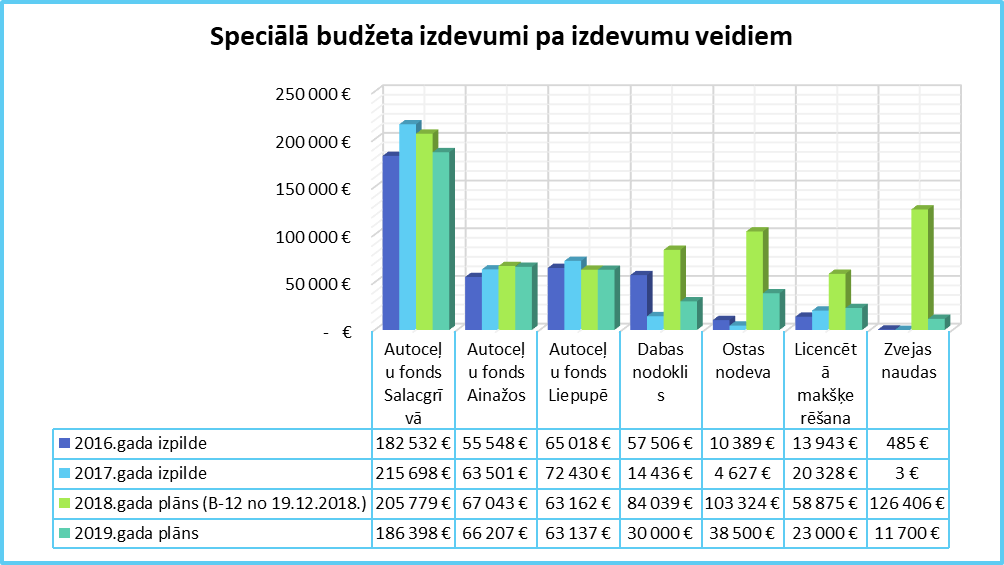 Speciālā budžeta izdevumi pa izdevumu veidiem
250 000 €
200 000 €
150 000 €
100 000 €
50 000 €
- €
Autoceļ Autoceļ Autoceļ Dabas Ostas Licencēt Zvejas
u fonds u fonds u fonds nodokli nodeva ā naudas
Salacgrī Ainažos Liepupē s makšķe
vā rēšana
2016.gada izpilde 182 532 € 55 548 € 65 018 € 57 506 € 10 389 € 13 943 € 485 €
2017.gada izpilde 215 698 € 63 501 € 72 430 € 14 436 € 4 627 € 20 328 € 3 €
2018.gada plāns (B-12 no 19.12.2018.) 205 779 € 67 043 € 63 162 € 84 039 € 103 324 € 58 875 € 126 406 €
2019.gada plāns 186 398 € 66 207 € 63 137 € 30 000 € 38 500 € 23 000 € 11 700 €